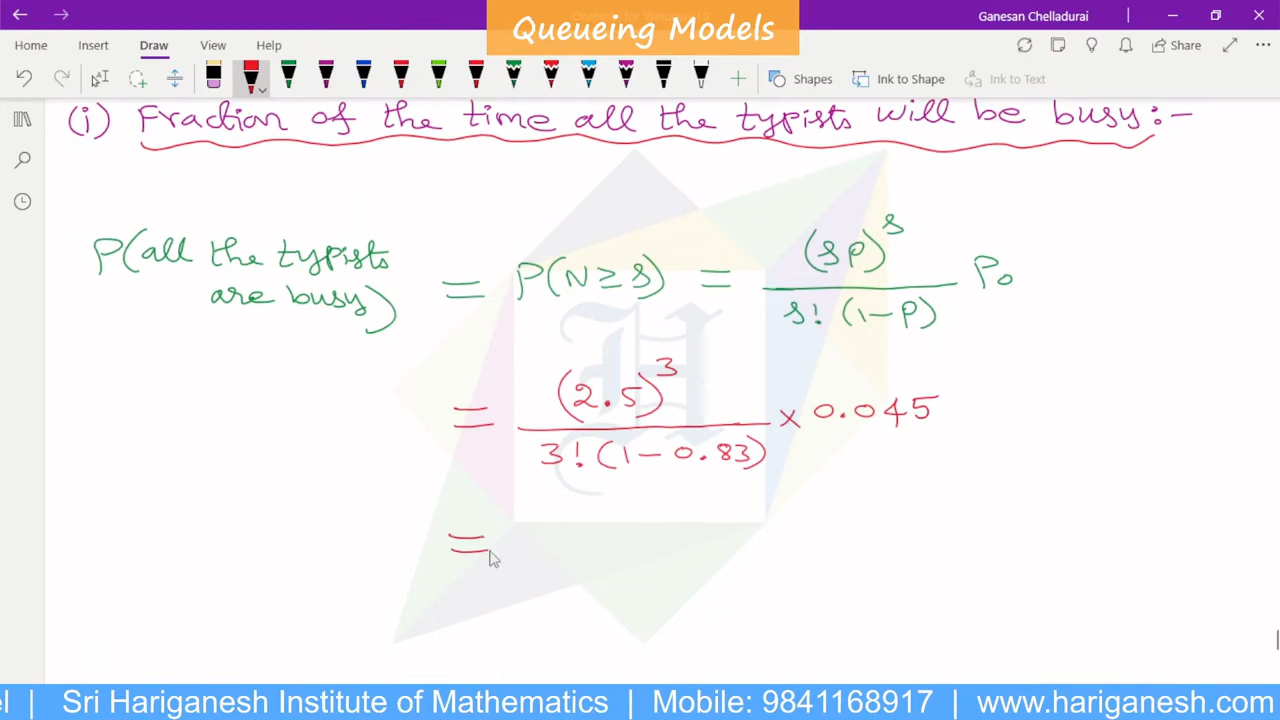 Queueing Models
Ganesan Chelladurai
Home Insert Draw View Help
Share
Shapes
Ink to Shape
Ink to Text
(i) Fraction of the time all the typists will be busy:-
P(all the typists are busy) = P(N ≥ s) = (sρ)^s / s! (1-ρ) P₀
= (2.5)^3 / 3! (1-0.83) × 0.045
=
el | Sri Hariganesh Institute of Mathematics | Mobile: 9841168917 | www.hariganesh.com